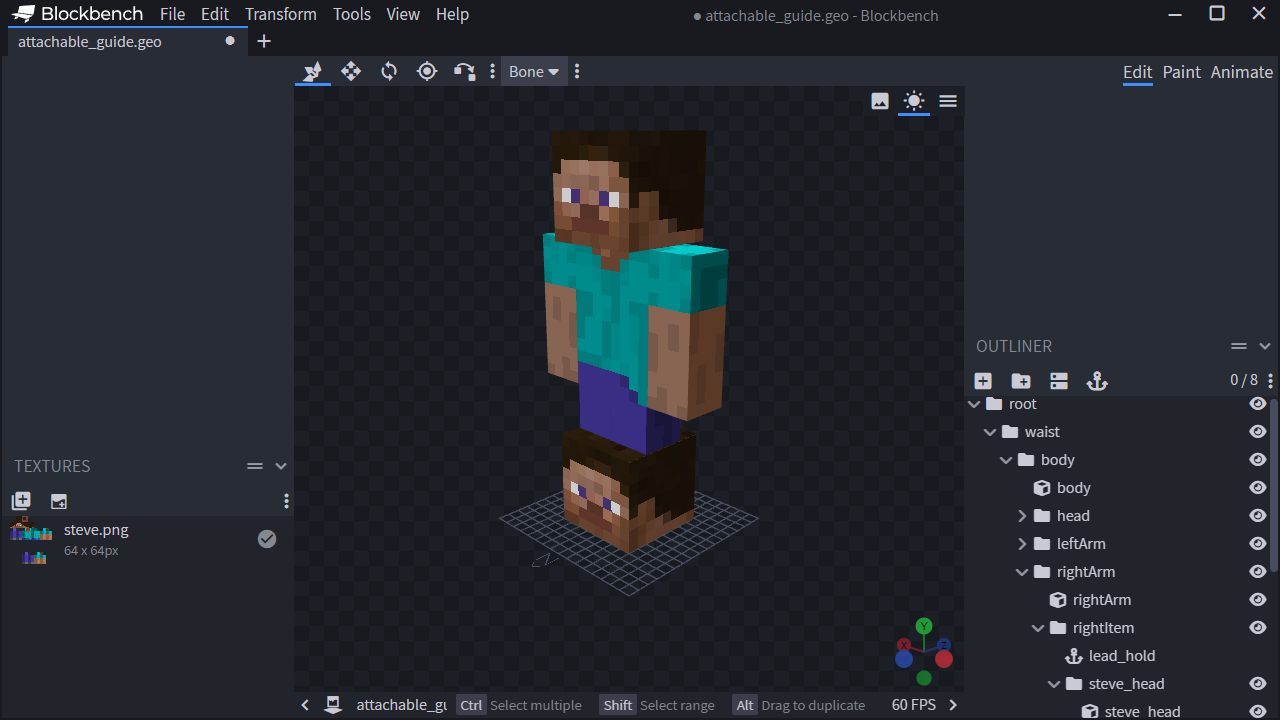 Blockbench File Edit Transform Tools View Help
● attachable_guide.geo - Blockbench
attachable_guide.geo
Bone
Edit Paint Animate
OUTLINER
0 / 8
root
waist
body
body
head
leftArm
rightArm
rightArm
rightItem
lead_hold
steve_head
steve_head
TEXTURES
steve.png
64 x 64px
Y
X
Z
attachable_gu Ctrl Select multiple Shift Select range Alt Drag to duplicate 60 FPS